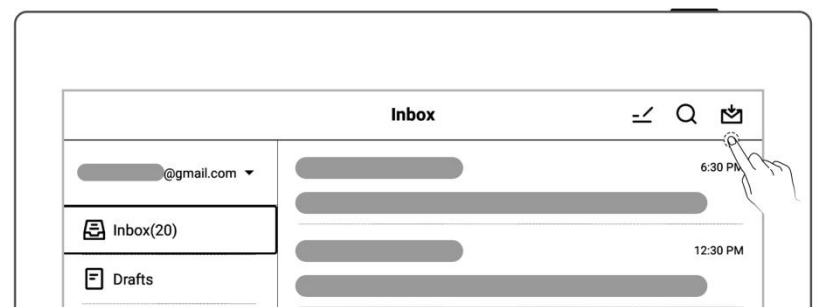 Inbox
@gmail.com
6:30 PM
Inbox(20)
12:30 PM
Drafts